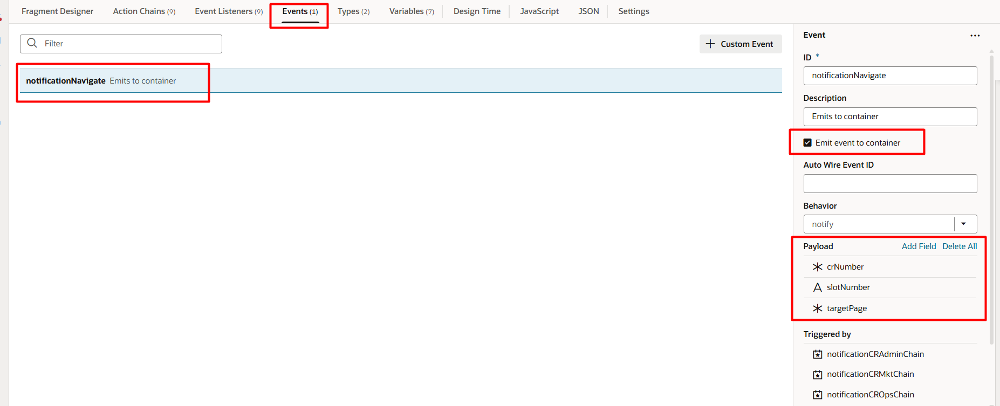 Fragment Designer Action Chains (9) Event Listeners (9) Events (1) Types (2) Variables (7) Design Time JavaScript JSON Settings
Filter
Custom Event
notificationNavigate Emits to container
Event
ID *
notificationNavigate
Description
Emits to container
Emit event to container
Auto Wire Event ID
Behavior
notify
Payload Add Field Delete All
crNumber
slotNumber
targetPage
Triggered by
notificationCRAdminChain
notificationCRMktChain
notificationCROpsChain